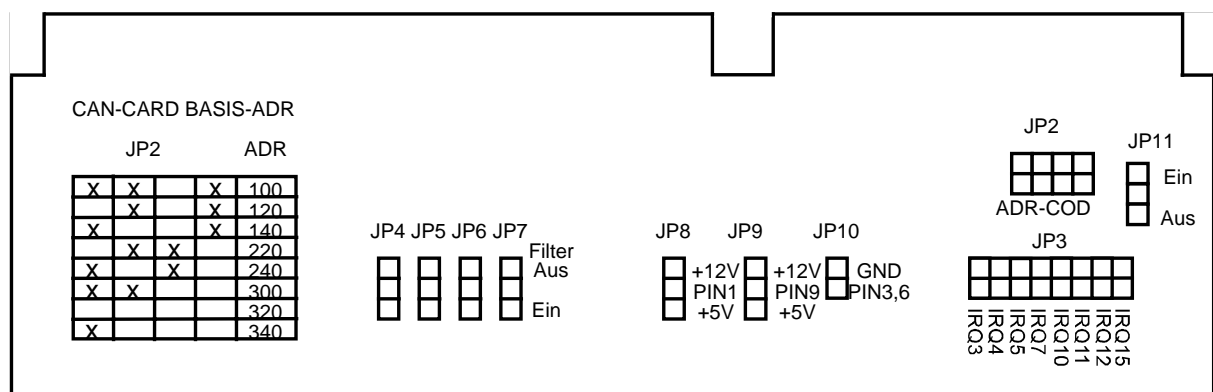 CAN-CARD BASIS-ADR
JP2 ADR
X X X 100
X X 120
X X 140
X X 220
X X 240
X X 300
320
X 340
JP4 JP5 JP6 JP7
Filter
Aus
Ein
JP8 JP9 JP10
+12V +12V GND
PIN1 PIN9 PIN3,6
+5V +5V
JP2
ADR-COD
JP11
Ein
Aus
JP3
IRQ3
IRQ4
IRQ5
IRQ7
IRQ10
IRQ11
IRQ12
IRQ15